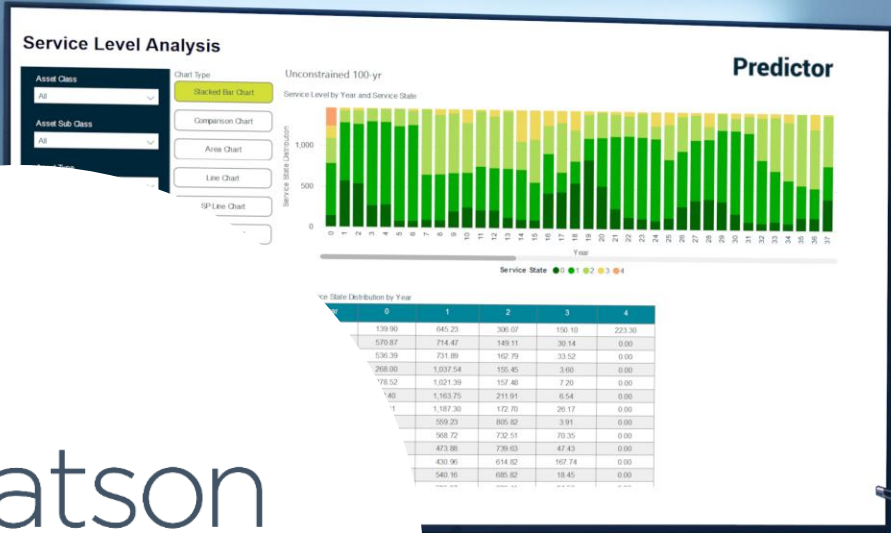 Service Level Analysis
Predictor
Asset Class
All
Asset Sub Class
All
Chart Type
Stacked Bar Chart
Comparison Chart
Area Chart
Line Chart
SP Line Chart
Unconstrained 100-yr
Service Level by Year and Service State
Service State Distribution
1,000
500
0
0 1 2 3 4 5 6 7 8 9 10 11 12 13 14 15 16 17 18 19 20 21 22 23 24 25 26 27 28 29 30 31 32 33 34 35 36 37
Year
Service State 0 1 2 3 4
State Distribution by Year
0 1 2 3 4
139.90 645.23 306.07 150.10 223.30
570.87 714.47 149.11 30.14 0.00
536.39 731.89 162.79 33.52 0.00
268.00 1,037.54 155.45 3.60 0.00
278.52 1,021.39 157.40 7.20 0.00
1,163.75 211.91 6.54 0.00
1,187.30 172.70 26.17 0.00
559.23 805.82 3.91 0.00
568.72 732.51 70.35 0.00
473.88 739.63 47.43 0.00
430.96 614.82 167.74 0.00
540.16 685.82 18.45 0.00
atson